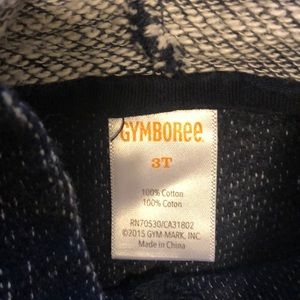 GYMBOREE
3T
100% Cotton
100% Coton
RN70530/CA31802
©2015 GYM-MARK, INC.
Made in China